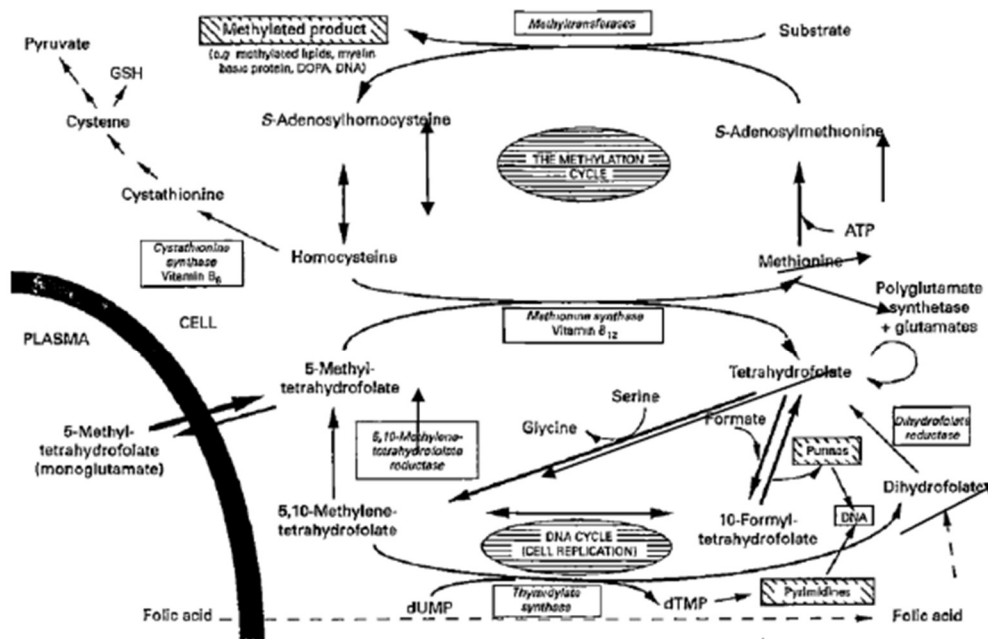 Methylated product
(e.g. methylated lipids, myelin
basic protein, DOPA, DNA)
Methyltransferases
Substrate
Pyruvate
GSH
Cysteine
Cystathionine
S-Adenosylhomocysteine
S-Adenosylmethionine
THE METHYLATION
CYCLE
ATP
Cystathionine
synthase
Vitamin B6
Homocysteine
Methionine
Methionine synthase
Vitamin B12
Polyglutamate
synthetase
+ glutamates
PLASMA
CELL
5-Methyl-
tetrahydrofolate
Tetrahydrofolate
5-Methyl-
tetrahydrofolate
(monoglutamate)
5,10-Methylene-
tetrahydrofolate
reductase
Serine
Glycine
Formate
Dihydrofolate
reductase
Purines
Dihydrofolate
5,10-Methylene-
tetrahydrofolate
10-Formyl-
tetrahydrofolate
DNA
DNA CYCLE
(CELL REPLICATION)
Thymidylate
synthase
dUMP
dTMP
Pyrimidines
Folic acid
Folic acid